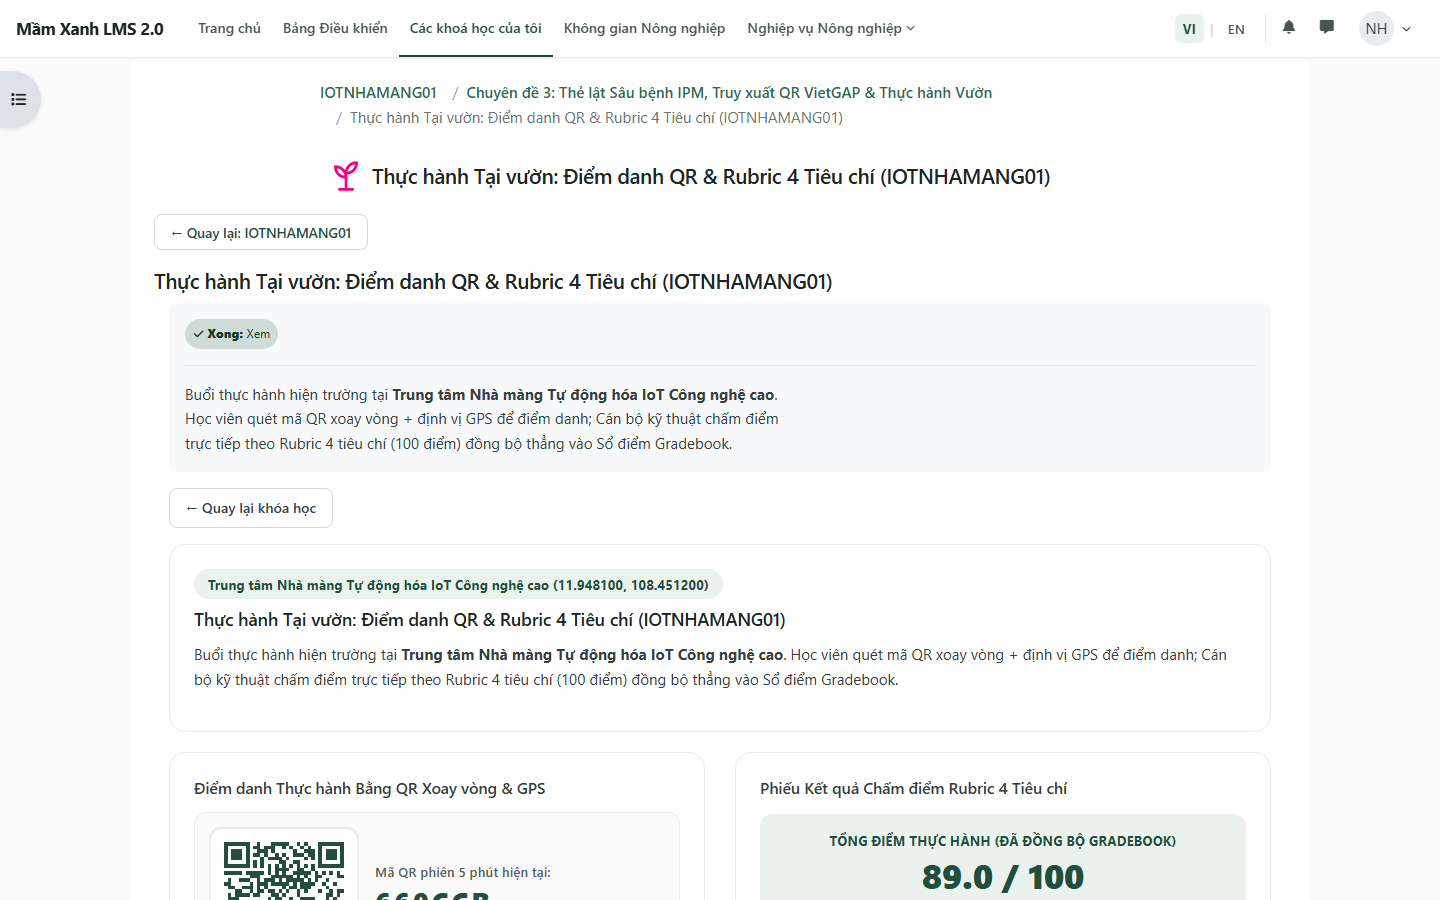 Mầm Xanh LMS 2.0
Trang chủ
Bảng Điều khiển
Các khoá học của tôi
Không gian Nông nghiệp
Nghiệp vụ Nông nghiệp
VI | EN
NH
IOTNHAMANG01 / Chuyên đề 3: Thẻ lật Sâu bệnh IPM, Truy xuất QR VietGAP & Thực hành Vườn
/ Thực hành Tại vườn: Điểm danh QR & Rubric 4 Tiêu chí (IOTNHAMANG01)
Thực hành Tại vườn: Điểm danh QR & Rubric 4 Tiêu chí (IOTNHAMANG01)
← Quay lại: IOTNHAMANG01
Thực hành Tại vườn: Điểm danh QR & Rubric 4 Tiêu chí (IOTNHAMANG01)
Xong: Xem
Buổi thực hành hiện trường tại Trung tâm Nhà màng Tự động hóa IoT Công nghệ cao.
Học viên quét mã QR xoay vòng + định vị GPS để điểm danh; Cán bộ kỹ thuật chấm điểm
trực tiếp theo Rubric 4 tiêu chí (100 điểm) đồng bộ thẳng vào Sổ điểm Gradebook.
← Quay lại khóa học
Trung tâm Nhà màng Tự động hóa IoT Công nghệ cao (11.948100, 108.451200)
Thực hành Tại vườn: Điểm danh QR & Rubric 4 Tiêu chí (IOTNHAMANG01)
Buổi thực hành hiện trường tại Trung tâm Nhà màng Tự động hóa IoT Công nghệ cao. Học viên quét mã QR xoay vòng + định vị GPS để điểm danh; Cán
bộ kỹ thuật chấm điểm trực tiếp theo Rubric 4 tiêu chí (100 điểm) đồng bộ thẳng vào Sổ điểm Gradebook.
Điểm danh Thực hành Bằng QR Xoay vòng & GPS
Mã QR phiên 5 phút hiện tại:
Phiếu Kết quả Chấm điểm Rubric 4 Tiêu chí
TỔNG ĐIỂM THỰC HÀNH (ĐÃ ĐỒNG BỘ GRADEBOOK)
89.0 / 100